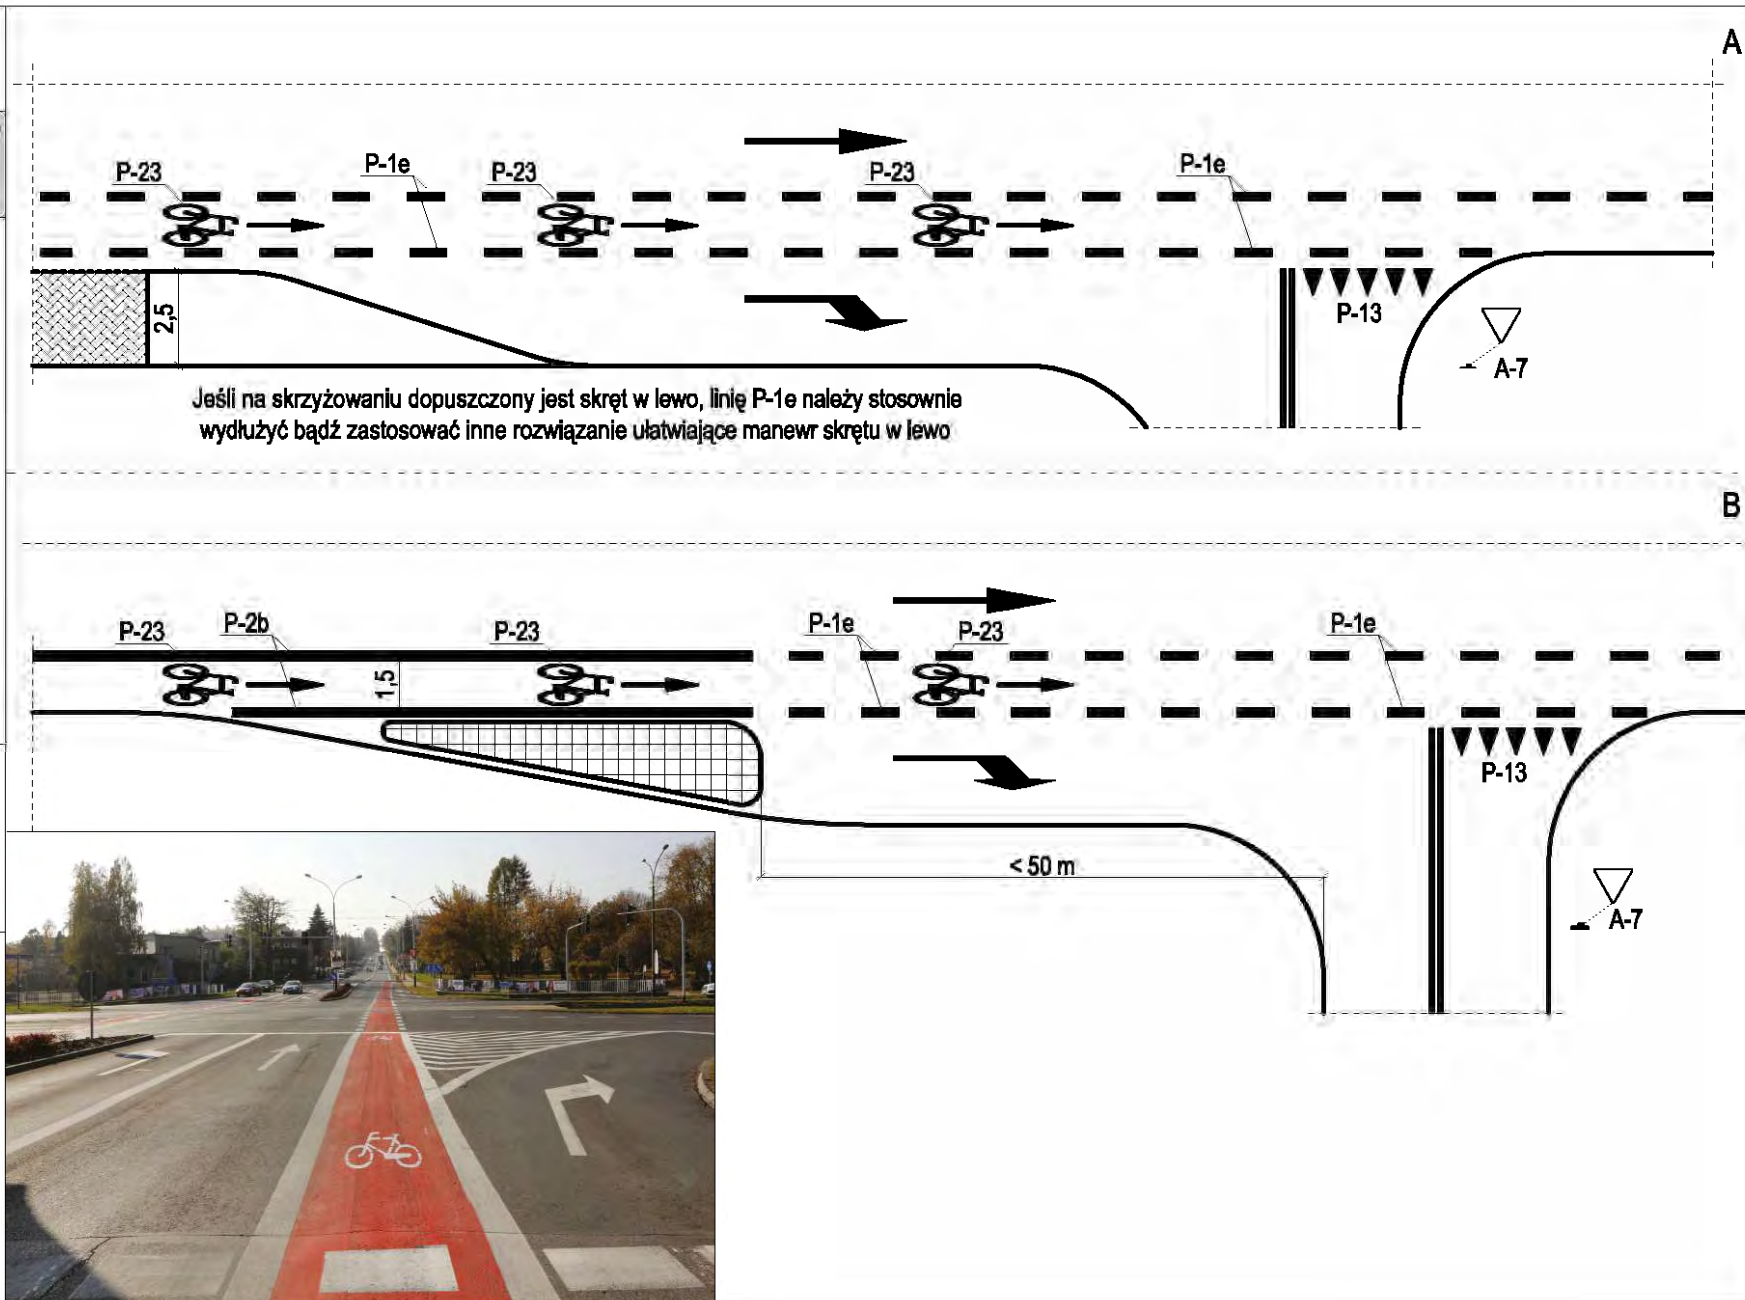 A
P-23
P-1e
P-23
P-23
P-1e
2,5
P-13
A-7
Jeśli na skrzyżowaniu dopuszczony jest skręt w lewo, linię P-1e należy stosownie
wydłużyć bądź zastosować inne rozwiązanie ułatwiające manewr skrętu w lewo
B
P-23
P-2b
P-23
P-1e
P-23
P-1e
1,5
P-13
< 50 m
A-7